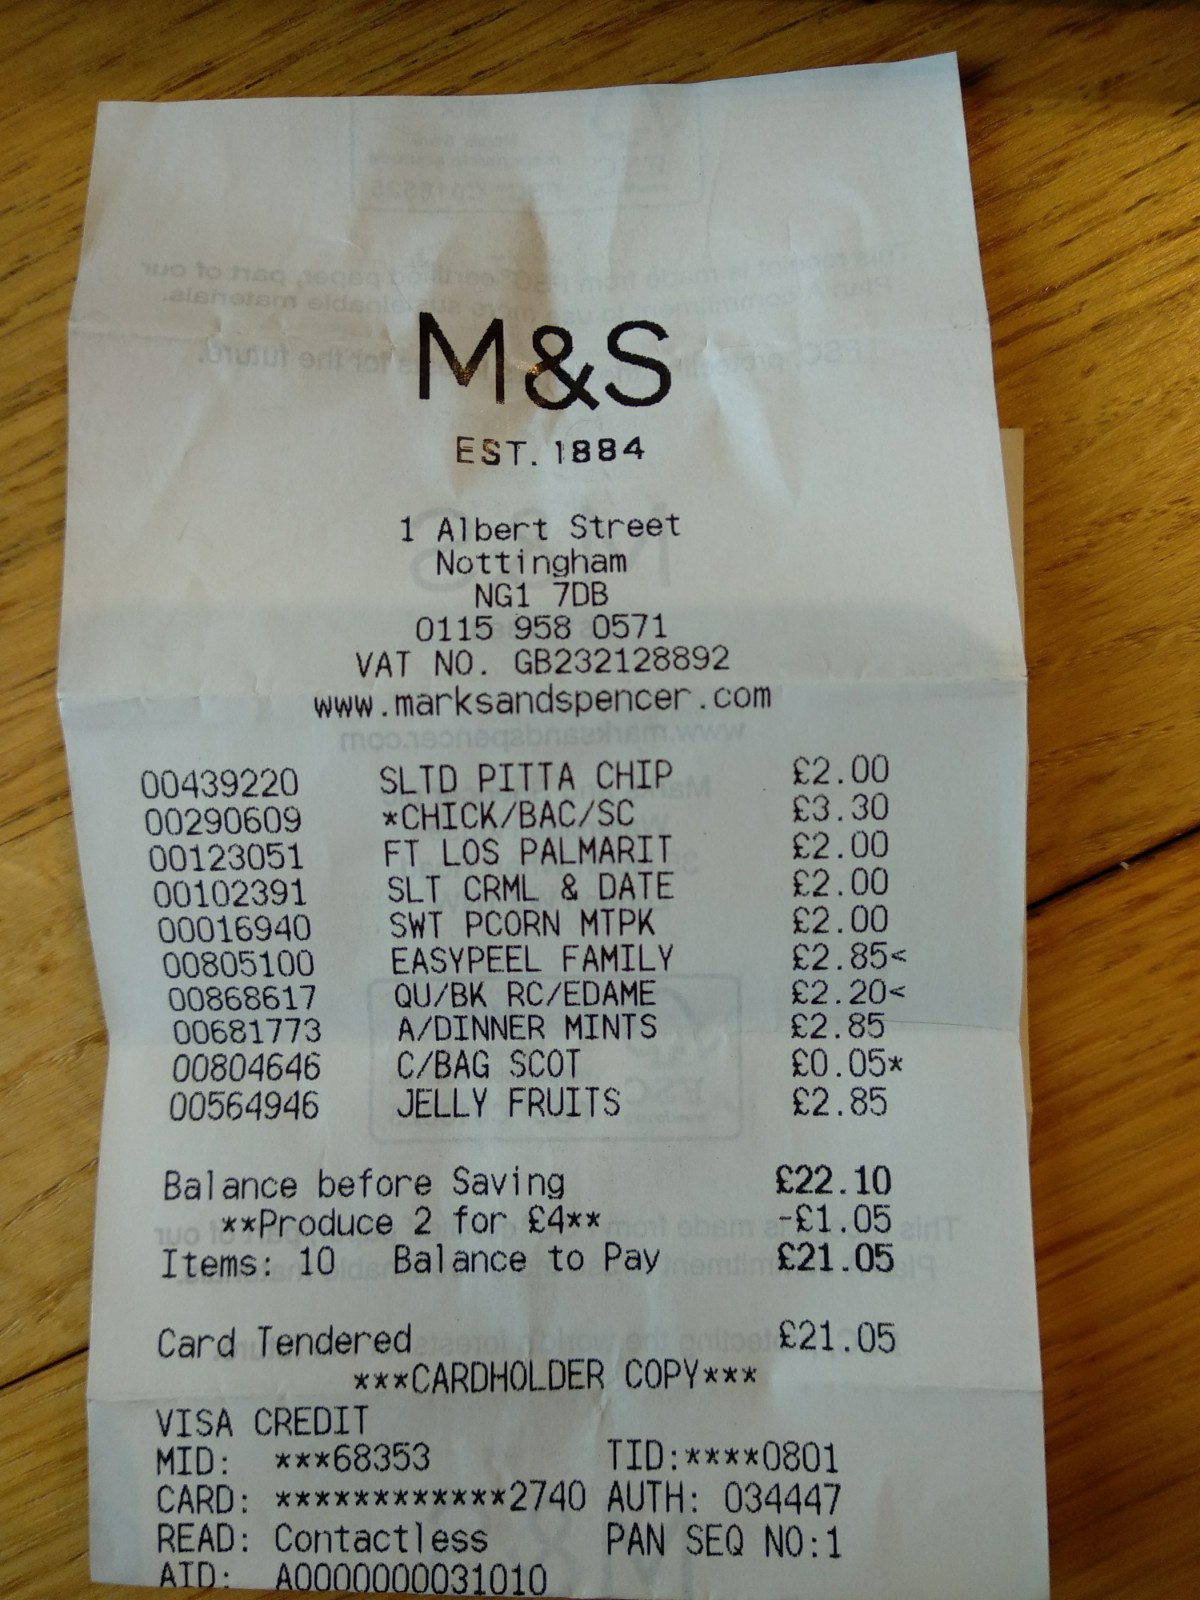 M&S
EST. 1884
1 Albert Street
Nottingham
NG1 7DB
0115 958 0571
VAT NO. GB232128892
www.marksandspencer.com
00439220 SLTD PITTA CHIP £2.00
00290609 *CHICK/BAC/SC £3.30
00123051 FT LOS PALMARIT £2.00
00102391 SLT CRML & DATE £2.00
00016940 SWT PCORN MTPK £2.00
00805100 EASYPEEL FAMILY £2.85<
00868617 QU/BK RC/EDAME £2.20<
00681773 A/DINNER MINTS £2.85
00804646 C/BAG SCOT £0.05*
00564946 JELLY FRUITS £2.85
Balance before Saving £22.10
**Produce 2 for £4** -£1.05
Items: 10 Balance to Pay £21.05
Card Tendered £21.05
***CARDHOLDER COPY***
VISA CREDIT
MID: ***68353 TID:****0801
CARD: ************2740 AUTH: 034447
READ: Contactless PAN SEQ NO:1
AID: A0000000031010